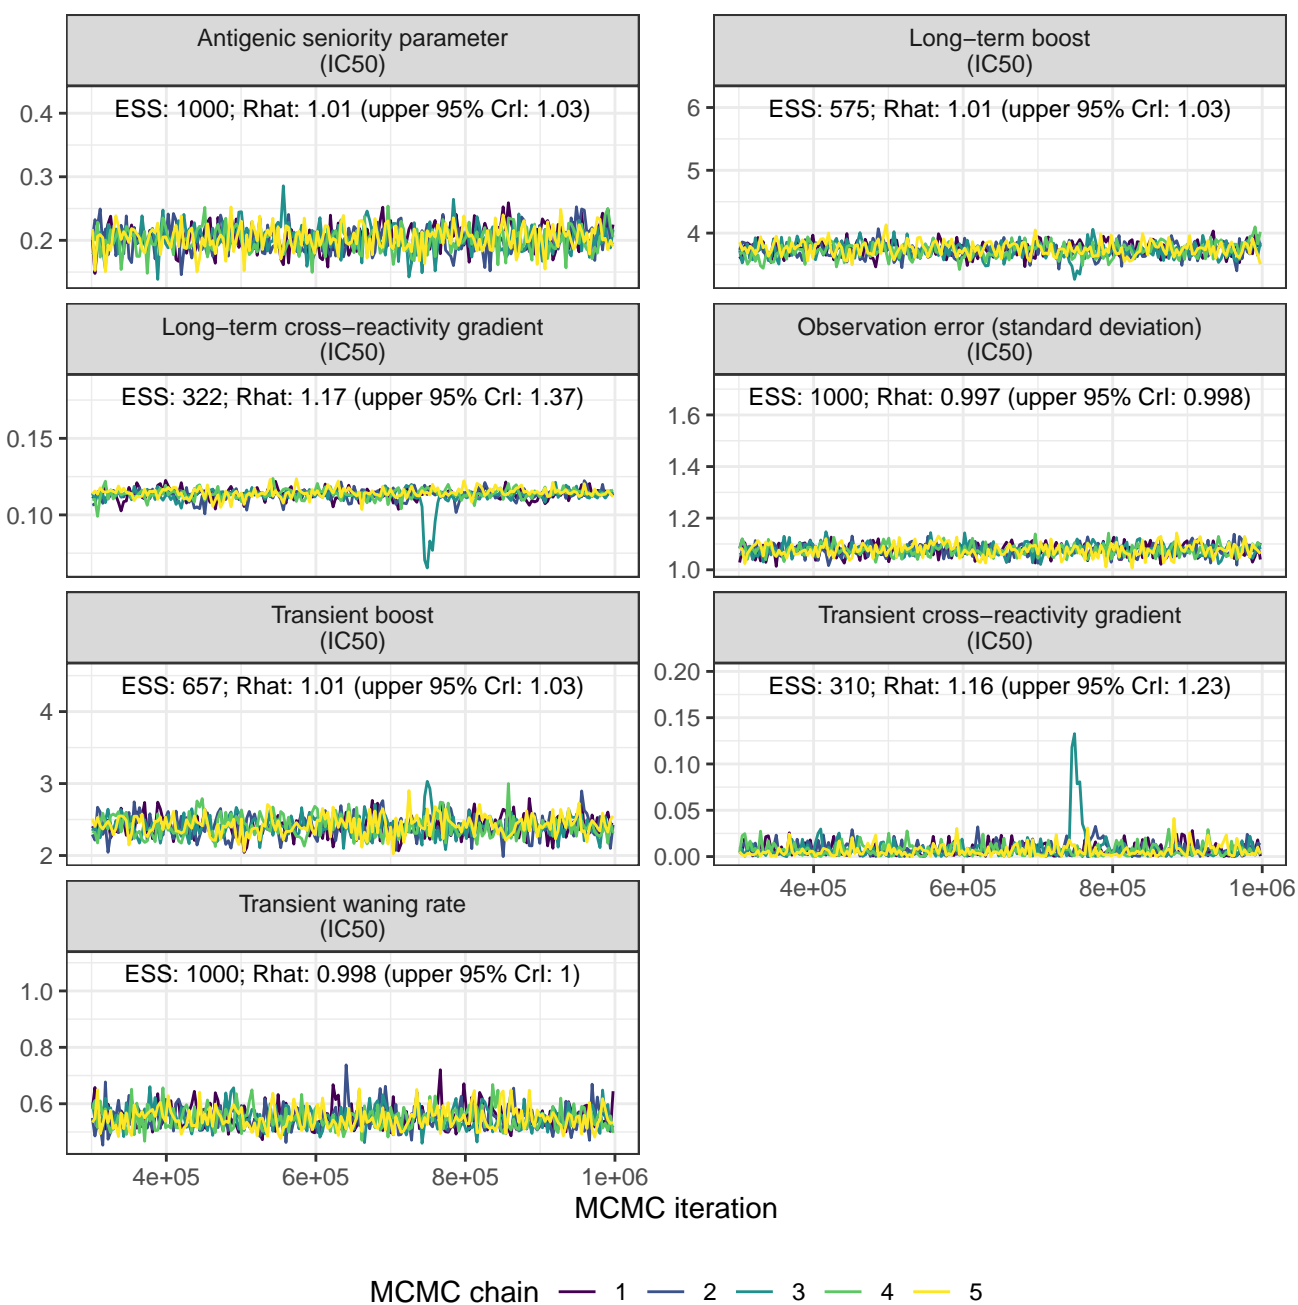 Antigenic seniority parameter
(IC50)
ESS: 1000; Rhat: 1.01 (upper 95% CrI: 1.03)
0.4
0.3
0.2
Long−term boost
(IC50)
ESS: 575; Rhat: 1.01 (upper 95% CrI: 1.03)
6
5
4
Long−term cross−reactivity gradient
(IC50)
ESS: 322; Rhat: 1.17 (upper 95% CrI: 1.37)
0.15
0.10
Observation error (standard deviation)
(IC50)
ESS: 1000; Rhat: 0.997 (upper 95% CrI: 0.998)
1.6
1.4
1.2
1.0
Transient boost
(IC50)
ESS: 657; Rhat: 1.01 (upper 95% CrI: 1.03)
4
3
2
Transient cross−reactivity gradient
(IC50)
ESS: 310; Rhat: 1.16 (upper 95% CrI: 1.23)
0.20
0.15
0.10
0.05
0.00
4e+05 6e+05 8e+05 1e+06
Transient waning rate
(IC50)
ESS: 1000; Rhat: 0.998 (upper 95% CrI: 1)
1.0
0.8
0.6
4e+05 6e+05 8e+05 1e+06
MCMC iteration
MCMC chain 1 2 3 4 5